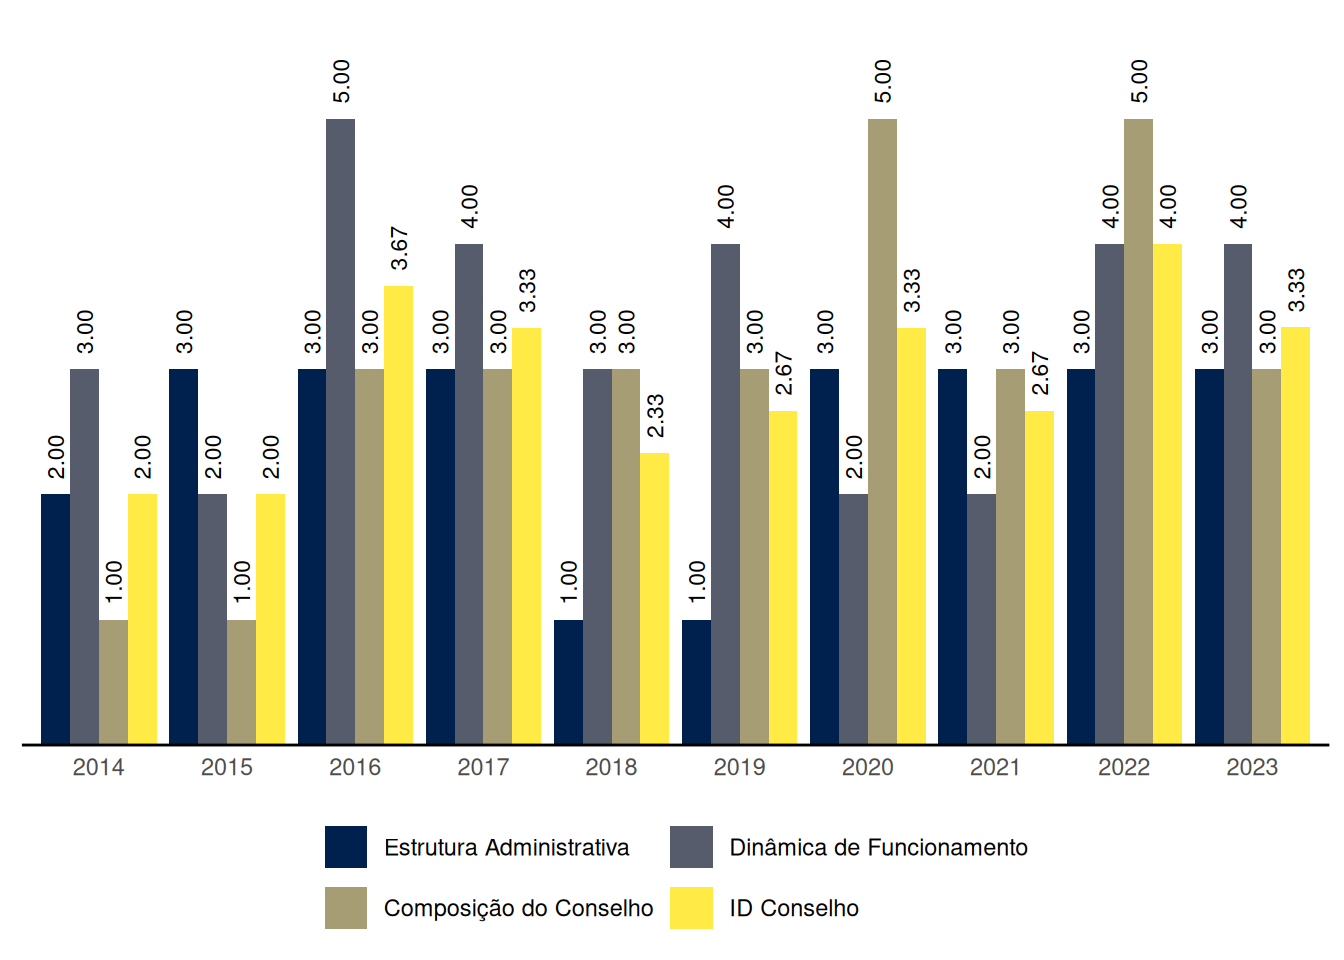 5.00 5.00 5.00
4.00 4.00 4.00 4.00 4.00
3.67 3.33 3.33 3.33
3.00 3.00 3.00 3.00 3.00 3.00 3.00 3.00 3.00 3.00 3.00 3.00 3.00 3.00 3.00
2.67 2.67
2.33
2.00 2.00 2.00 2.00 2.00 2.00
1.00 1.00 1.00 1.00
2014 2015 2016 2017 2018 2019 2020 2021 2022 2023
Estrutura Administrativa Dinâmica de Funcionamento
Composição do Conselho ID Conselho